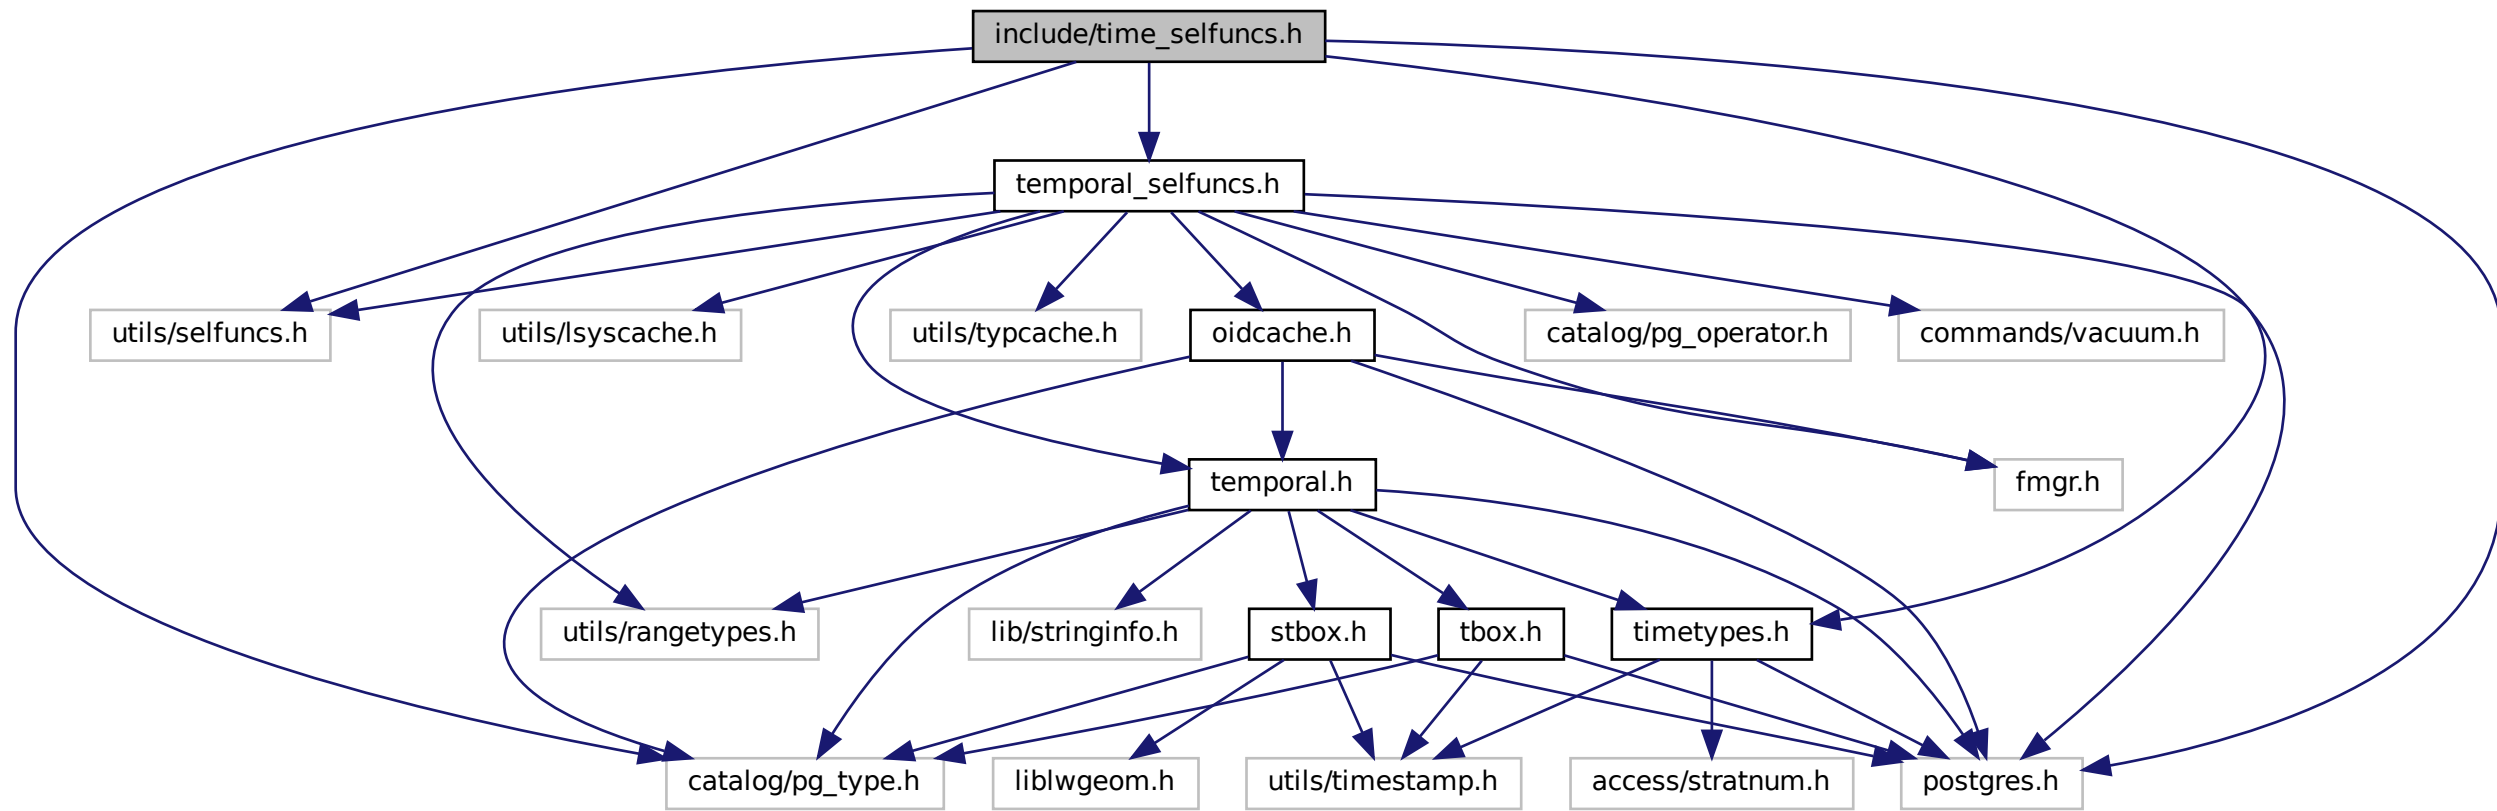 include/time_selfuncs.h
temporal_selfuncs.h
utils/selfuncs.h
utils/lsyscache.h
utils/typcache.h
oidcache.h
catalog/pg_operator.h
commands/vacuum.h
temporal.h
fmgr.h
utils/rangetypes.h
lib/stringinfo.h
stbox.h
tbox.h
timetypes.h
catalog/pg_type.h
liblwgeom.h
utils/timestamp.h
access/stratnum.h
postgres.h